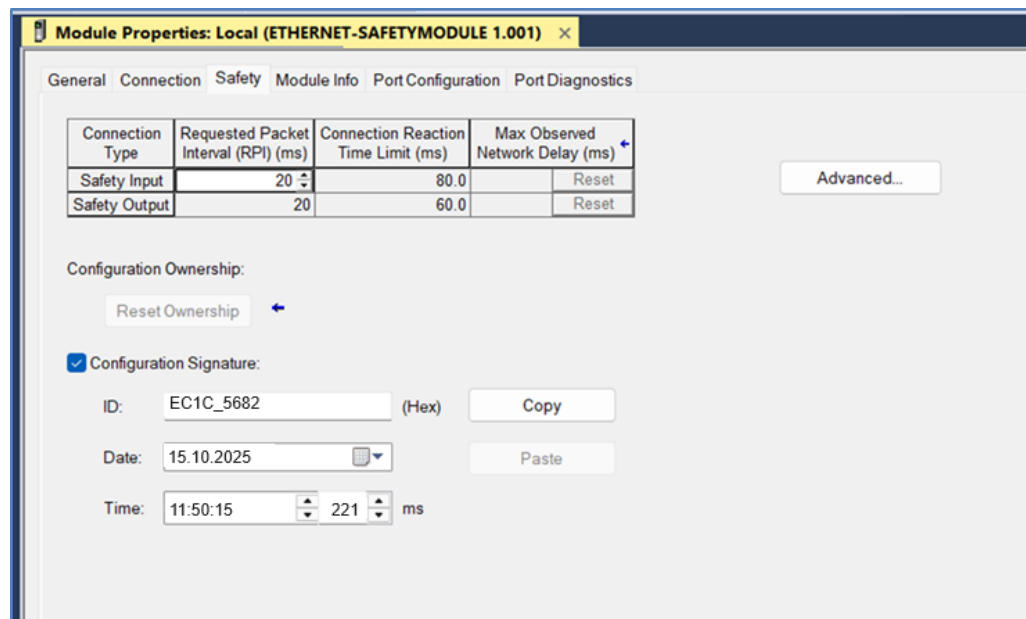 Module Properties: Local (ETHERNET-SAFETYMODULE 1.001) ×
General Connection Safety Module Info Port Configuration Port Diagnostics
Connection Type Requested Packet Interval (RPI) (ms) Connection Reaction Time Limit (ms) Max Observed Network Delay (ms)
Safety Input 20 80.0 Reset
Safety Output 20 60.0 Reset
Advanced...
Configuration Ownership:
Reset Ownership
Configuration Signature:
ID: EC1C_5682 (Hex) Copy
Date: 15.10.2025 Paste
Time: 11:50:15 221 ms